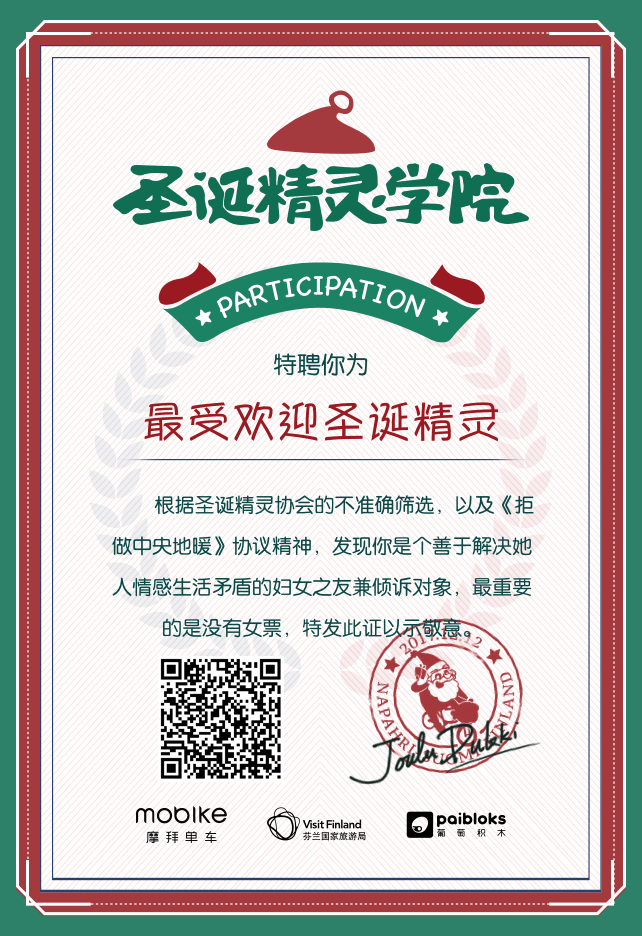 圣诞精灵学院
PARTICIPATION
特聘你为
最受欢迎圣诞精灵
根据圣诞精灵协会的不准确筛选，以及《拒
做中央地暖》协议精神，发现你是个善于解决她
人情感生活矛盾的妇女之友兼倾诉对象，最重要
的是没有女票，特发此证以示敬意。
2017.12.12
NAPAHRI
FINLAND
mobike
摩拜单车
Visit Finland
芬兰国家旅游局
paibloks
葡萄积木